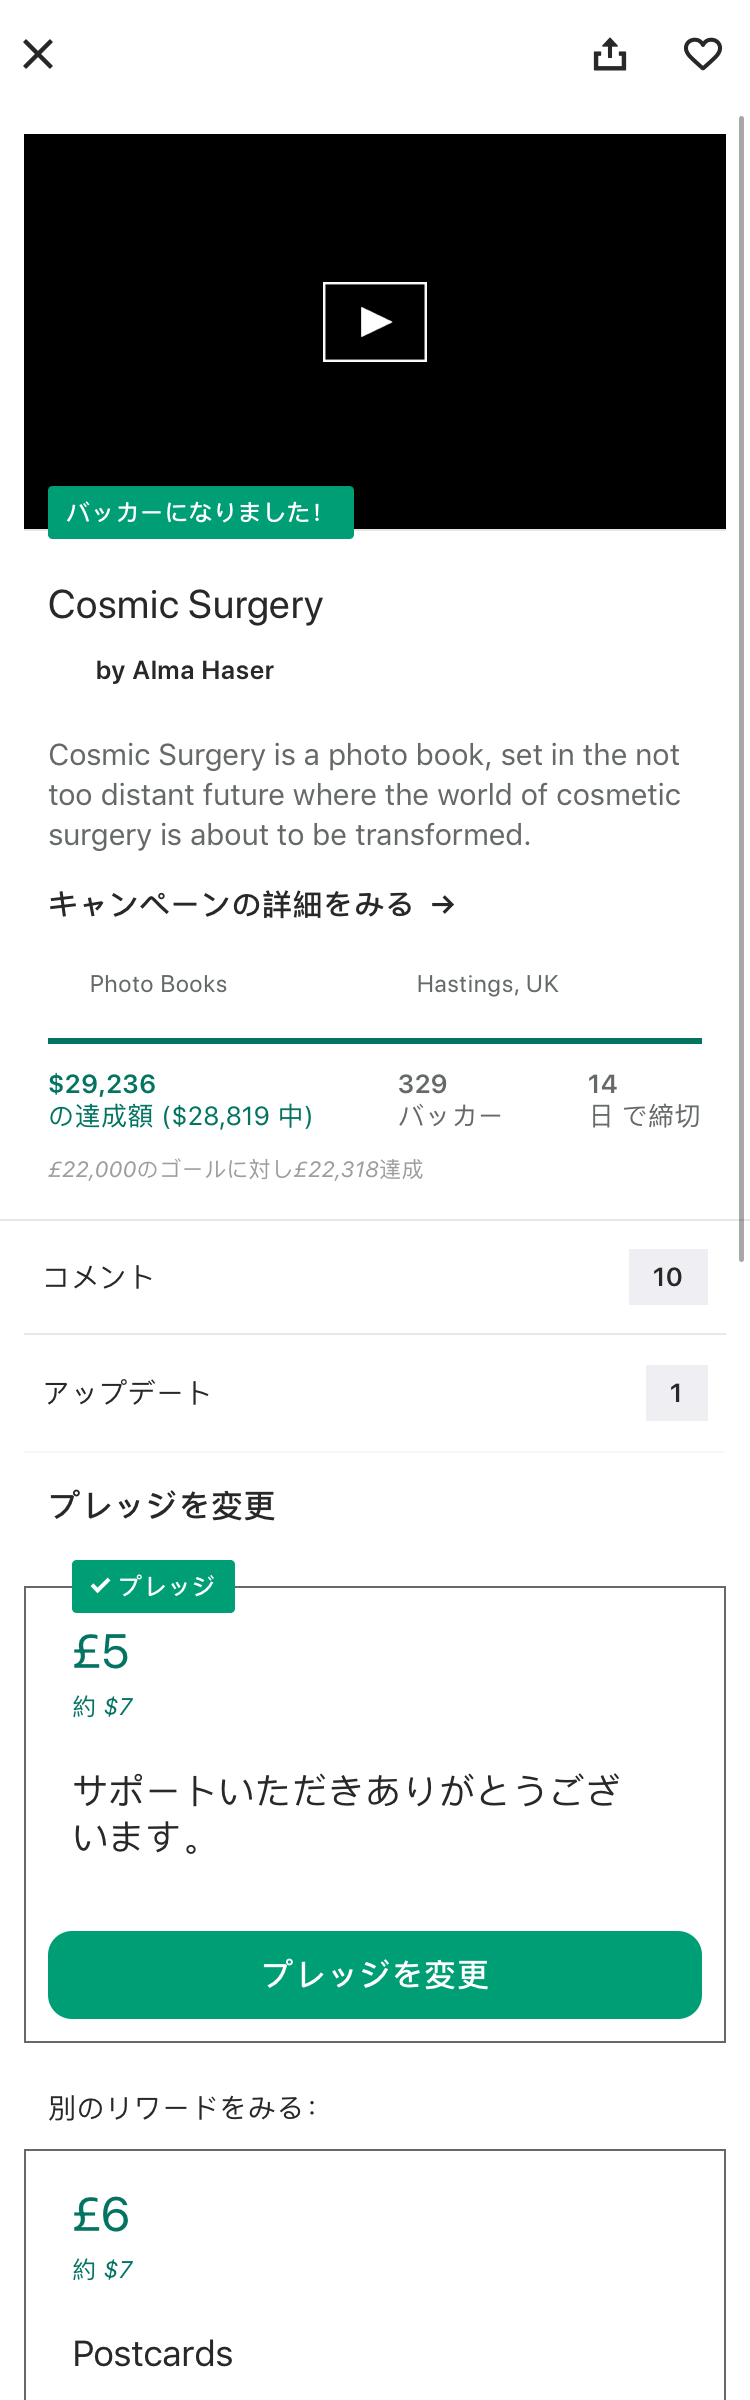 バッカーになりました!
Cosmic Surgery
by Alma Haser
Cosmic Surgery is a photo book, set in the not
too distant future where the world of cosmetic
surgery is about to be transformed.
キャンペーンの詳細をみる →
Photo Books
Hastings, UK
$29,236
の達成額 ($28,819 中)
329
バッカー
14
日 で締切
£22,000のゴールに対し£22,318達成
コメント
10
アップデート
1
プレッジを変更
✓ プレッジ
£5
約 $7
サポートいただきありがとうござ
います。
プレッジを変更
別のリワードをみる:
£6
約 $7
Postcards